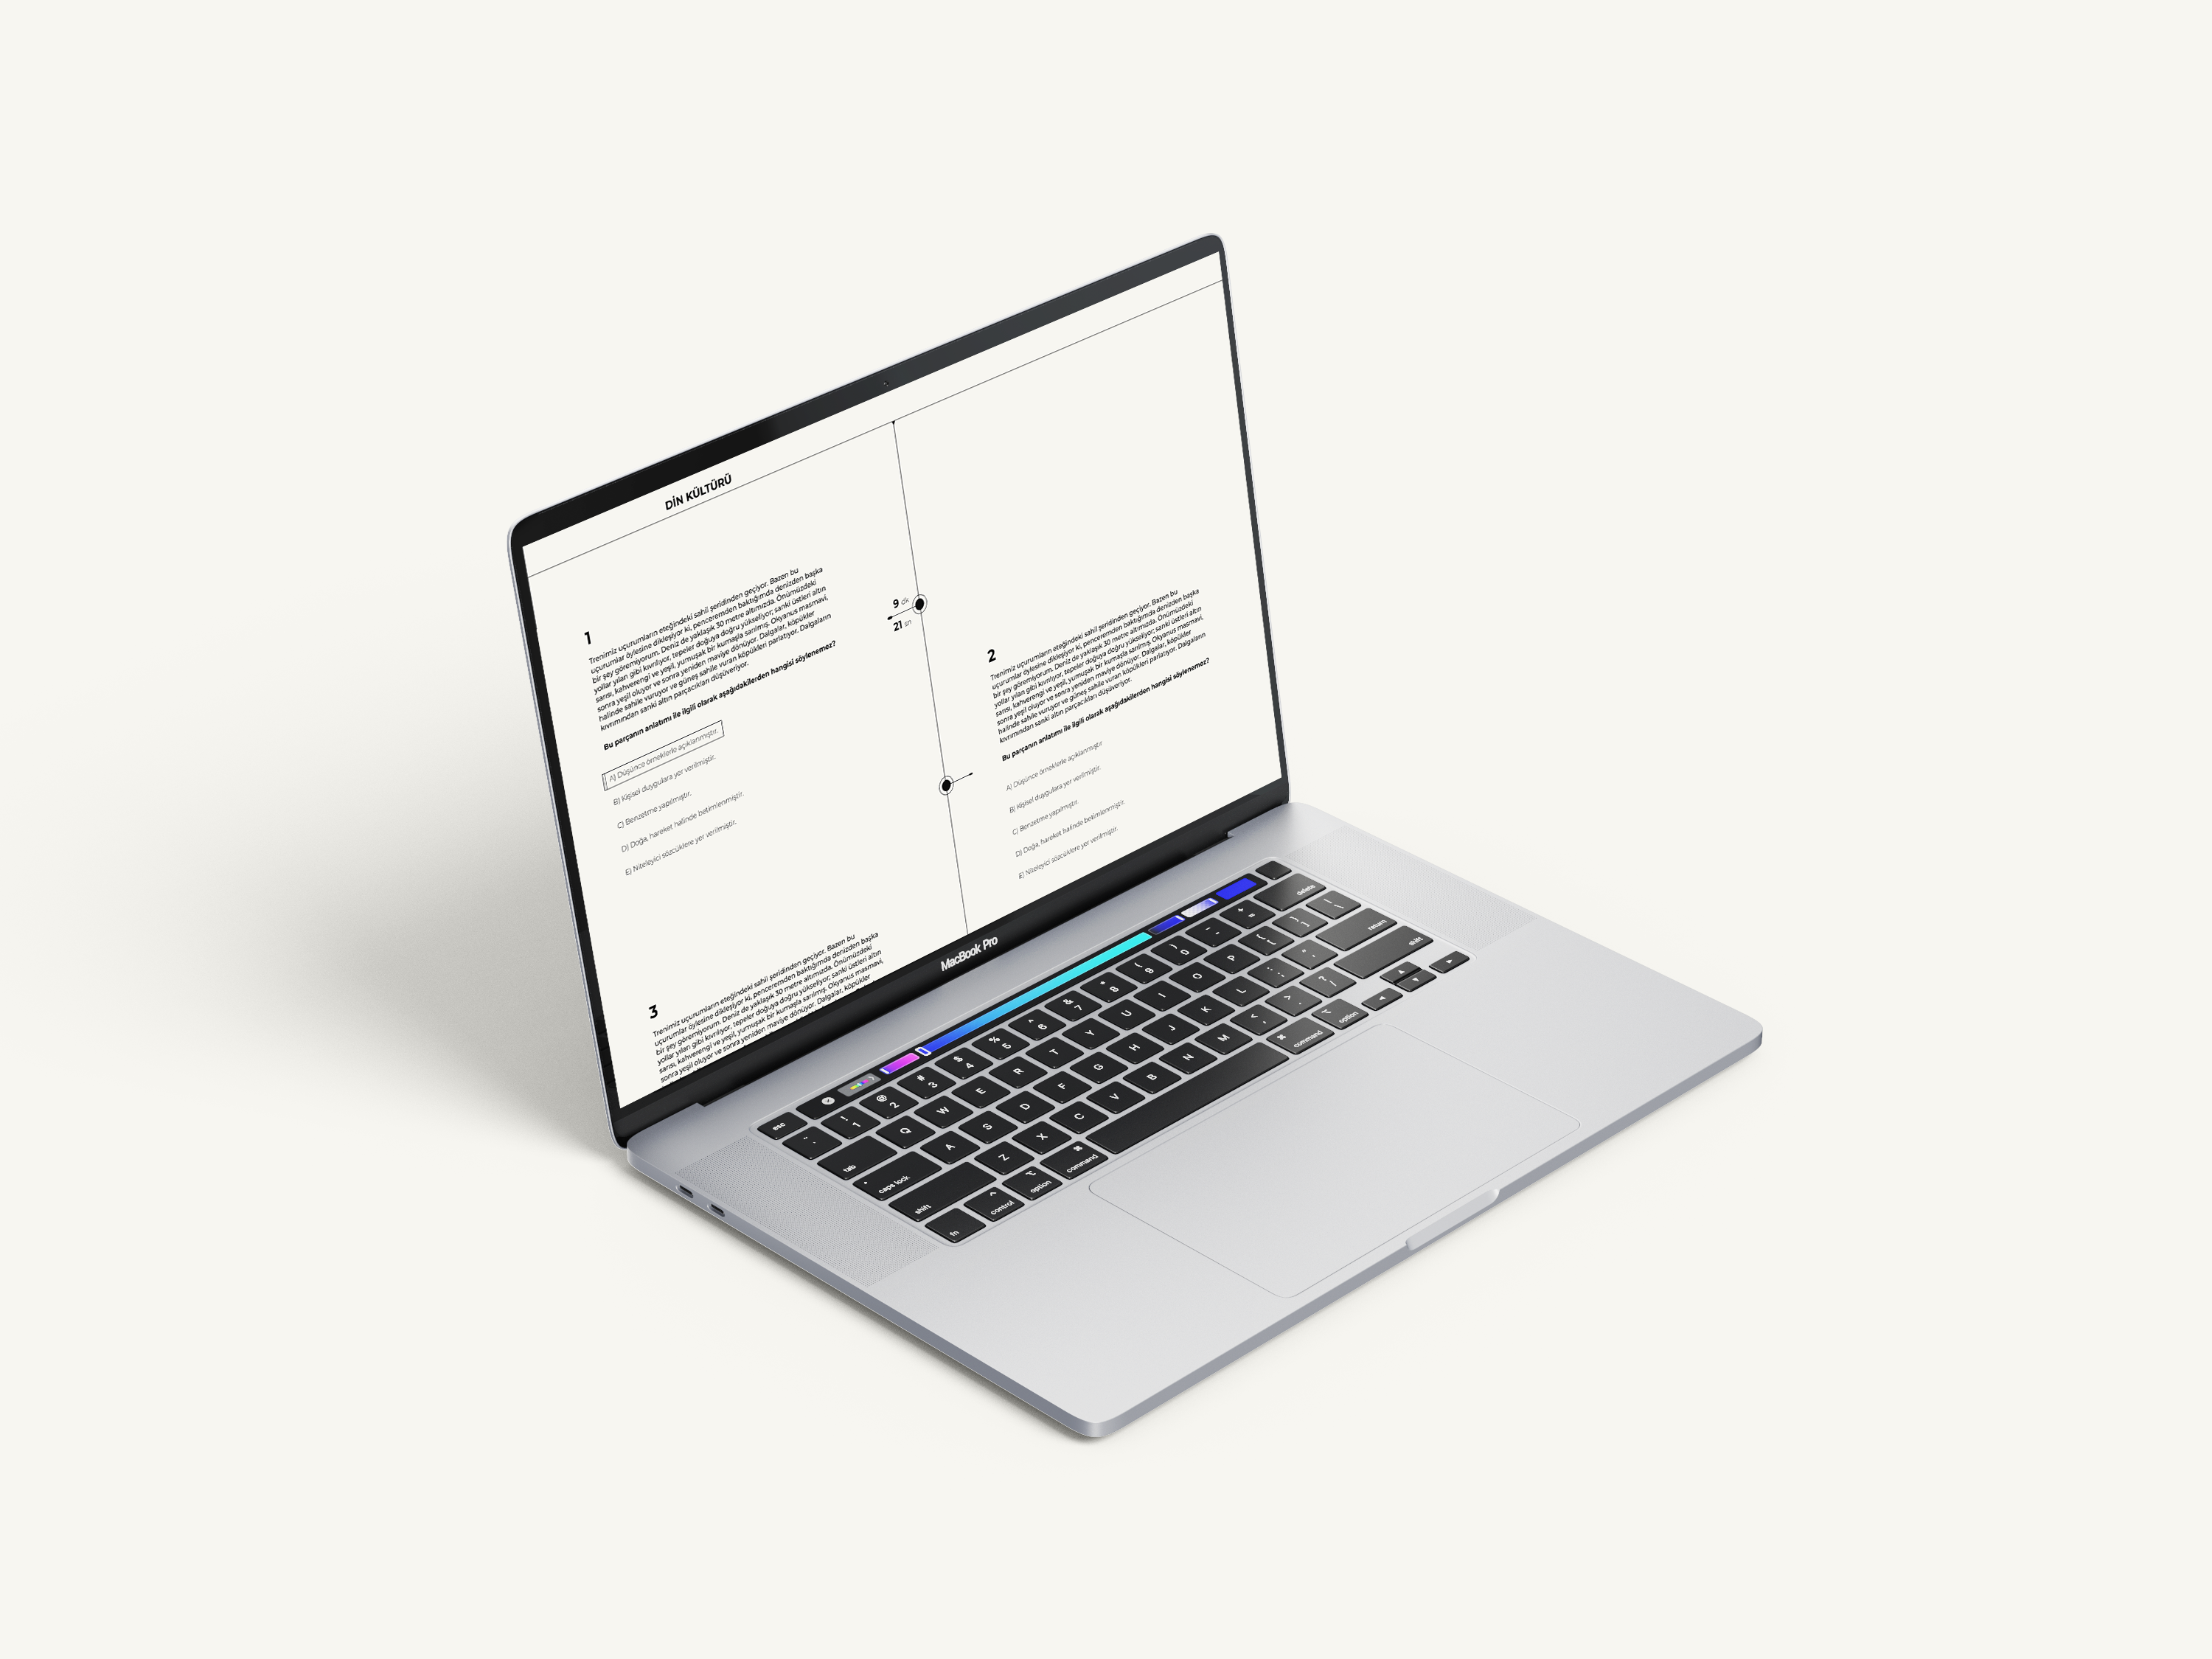 DİN KÜLTÜRÜ
1
Trenimiz uçurumların eteğindeki sahil şeridinden geçiyor. Bazen bu
uçurumlar öylesine dikleşiyor ki, penceremden baktığımda denizden başka
bir şey göremiyorum. Deniz de yaklaşık 30 metre altımızda. Önümüzdeki
yollar yılan gibi kıvrılıyor, tepeler doğuya doğru yükseliyor; sanki üstleri altın
sarısı, kahverengi ve yeşil, yumuşak bir kumaşla sarılmış. Okyanus masmavi,
sonra yeşil oluyor ve sonra yeniden maviye dönüyor. Dalgalar, köpükler
halinde sahile vuruyor ve güneş sahile vuran köpükleri parlatıyor. Dalgaların
kıvrımından sanki altın parçacıkları düşüveriyor.
Bu parçanın anlatımı ile ilgili olarak aşağıdakilerden hangisi söylenemez?
A) Düşünce örneklerle açıklanmıştır.
B) Kişisel duygulara yer verilmiştir.
C) Benzetme yapılmıştır.
D) Doğa, hareket halinde betimlenmiştir.
E) Niteleyici sözcüklere yer verilmiştir.
9 dk
21 sn
2
Trenimiz uçurumların eteğindeki sahil şeridinden geçiyor. Bazen bu
uçurumlar öylesine dikleşiyor ki, penceremden baktığımda denizden başka
bir şey göremiyorum. Deniz de yaklaşık 30 metre altımızda. Önümüzdeki
yollar yılan gibi kıvrılıyor, tepeler doğuya doğru yükseliyor; sanki üstleri altın
sarısı, kahverengi ve yeşil, yumuşak bir kumaşla sarılmış. Okyanus masmavi,
sonra yeşil oluyor ve sonra yeniden maviye dönüyor. Dalgalar, köpükler
halinde sahile vuruyor ve güneş sahile vuran köpükleri parlatıyor. Dalgaların
kıvrımından sanki altın parçacıkları düşüveriyor.
Bu parçanın anlatımı ile ilgili olarak aşağıdakilerden hangisi söylenemez?
A) Düşünce örneklerle açıklanmıştır
B) Kişisel duygulara yer verilmiştir.
C) Benzetme yapılmıştır.
D) Doğa, hareket halinde betimlenmiştir.
E) Niteleyici sözcüklere yer verilmiştir.
3
Trenimiz uçurumların eteğindeki sahil şeridinden geçiyor. Bazen bu
uçurumlar öylesine dikleşiyor ki, penceremden baktığımda denizden başka
bir şey göremiyorum. Deniz de yaklaşık 30 metre altımızda. Önümüzdeki
yollar yılan gibi kıvrılıyor, tepeler doğuya doğru yükseliyor; sanki üstleri altın
sarısı, kahverengi ve yeşil, yumuşak bir kumaşla sarılmış. Okyanus masmavi,
sonra yeşil oluyor ve sonra yeniden maviye dönüyor. Dalgalar, köpükler
MacBook Pro
esc
~ ` ! 1 @ 2 # 3 $ 4 % 5 ^ 6 & 7 * 8 ( 9 ) 0 _ - + = delete
tab Q W E R T Y U I O P { [ } ] | \
caps lock A S D F G H J K L : ; " ' return
shift Z X C V B N M < , > . ? / shift
fn control option command command option